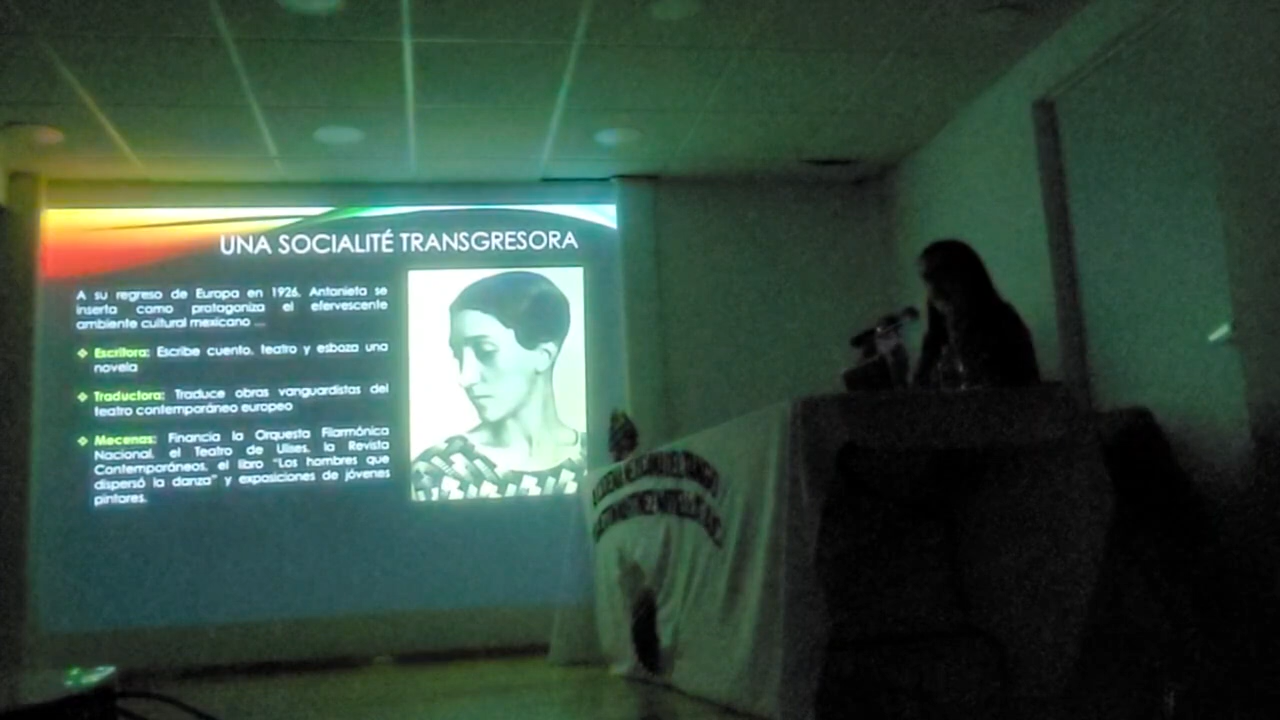 UNA SOCIALITÉ TRANSGRESORA
A su regreso de Europa en 1926, Antonieta se
inserta como protagoniza el efervescente
ambiente cultural mexicano ...
❖ Escritora: Escribe cuento, teatro y esboza una
novela
❖ Traductora: Traduce obras vanguardistas del
teatro contemporáneo europeo
❖ Mecenas: Financia la Orquesta Filarmónica
Nacional, el Teatro de Ulises, la Revista
Contemporáneos, el libro "Los hombres que
dispersó la danza" y exposiciones de jóvenes
pintores.